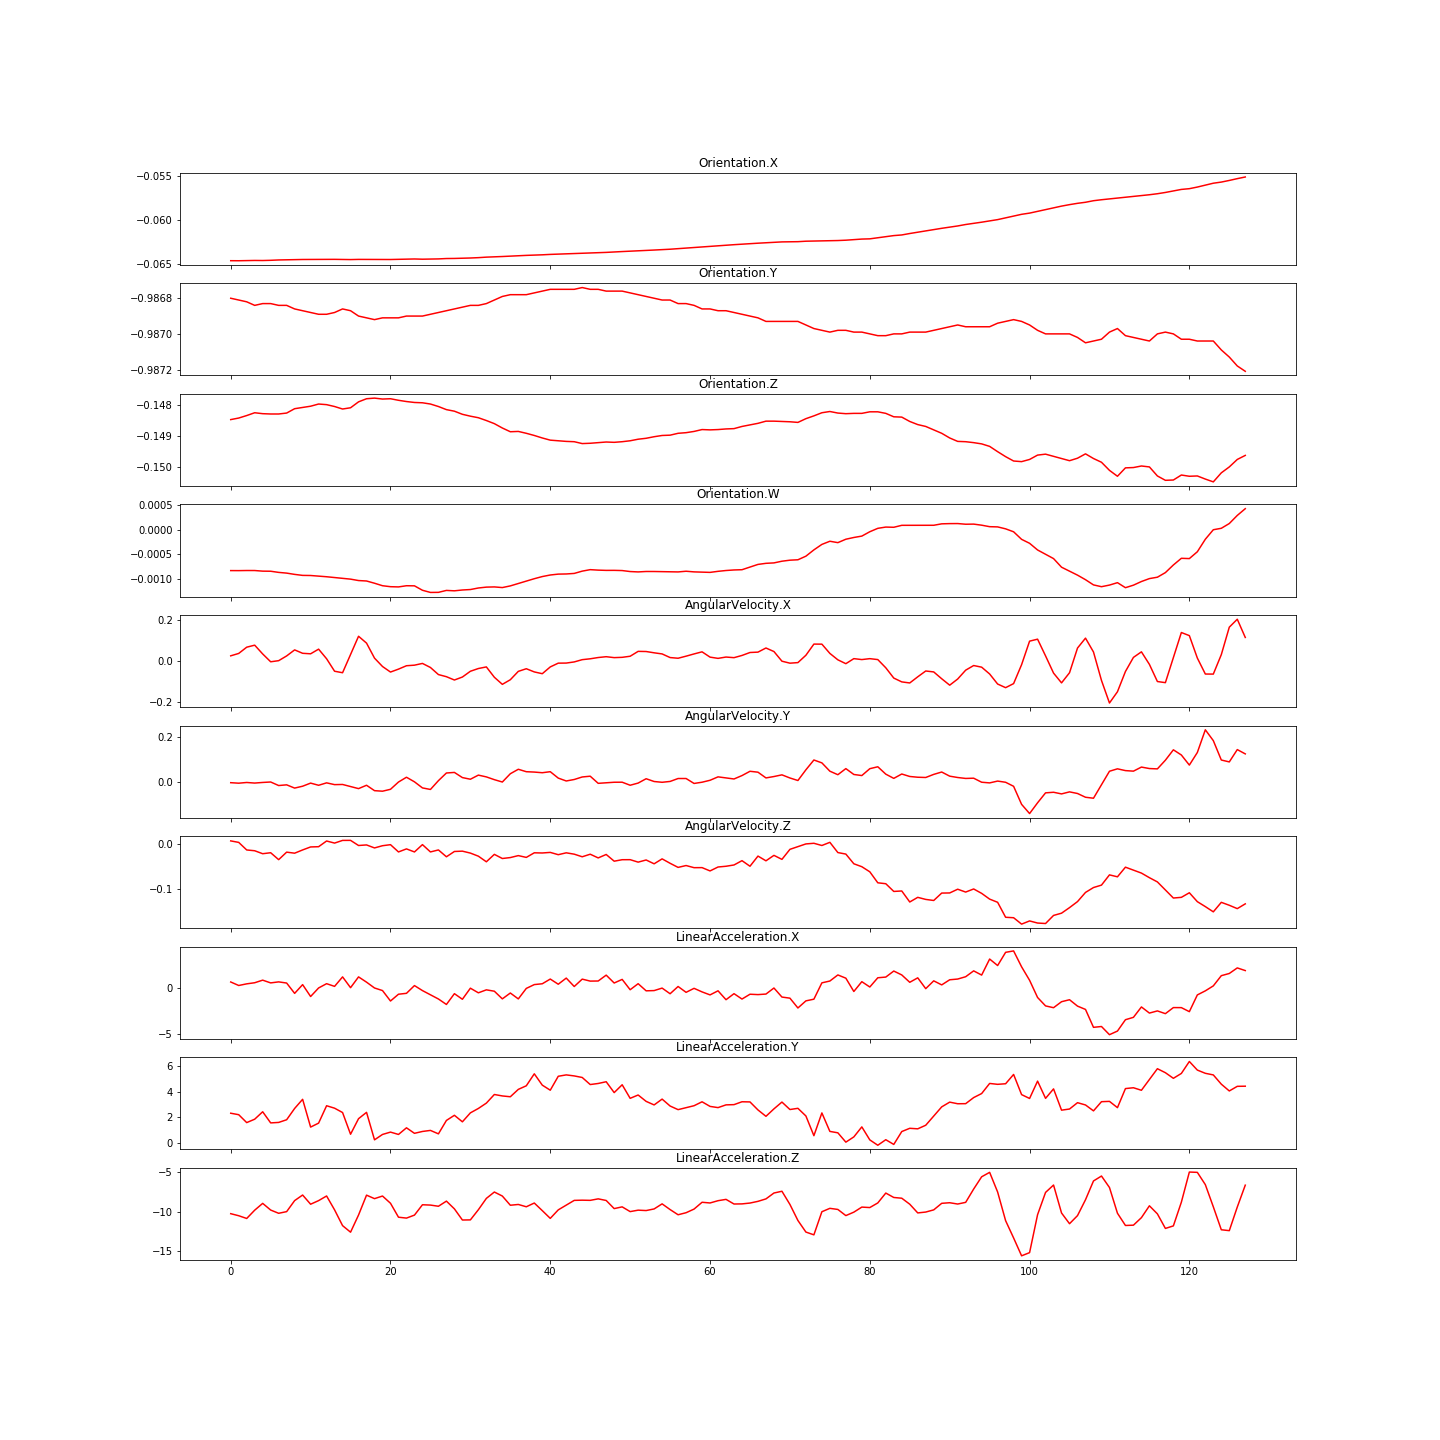 Orientation.X
−0.055
−0.060
−0.065
Orientation.Y
−0.9868
−0.9870
−0.9872
Orientation.Z
−0.148
−0.149
−0.150
Orientation.W
0.0005
0.0000
−0.0005
−0.0010
AngularVelocity.X
0.2
0.0
−0.2
AngularVelocity.Y
0.2
0.0
AngularVelocity.Z
0.0
−0.1
LinearAcceleration.X
0
−5
LinearAcceleration.Y
6
4
2
0
LinearAcceleration.Z
−5
−10
−15
0 20 40 60 80 100 120